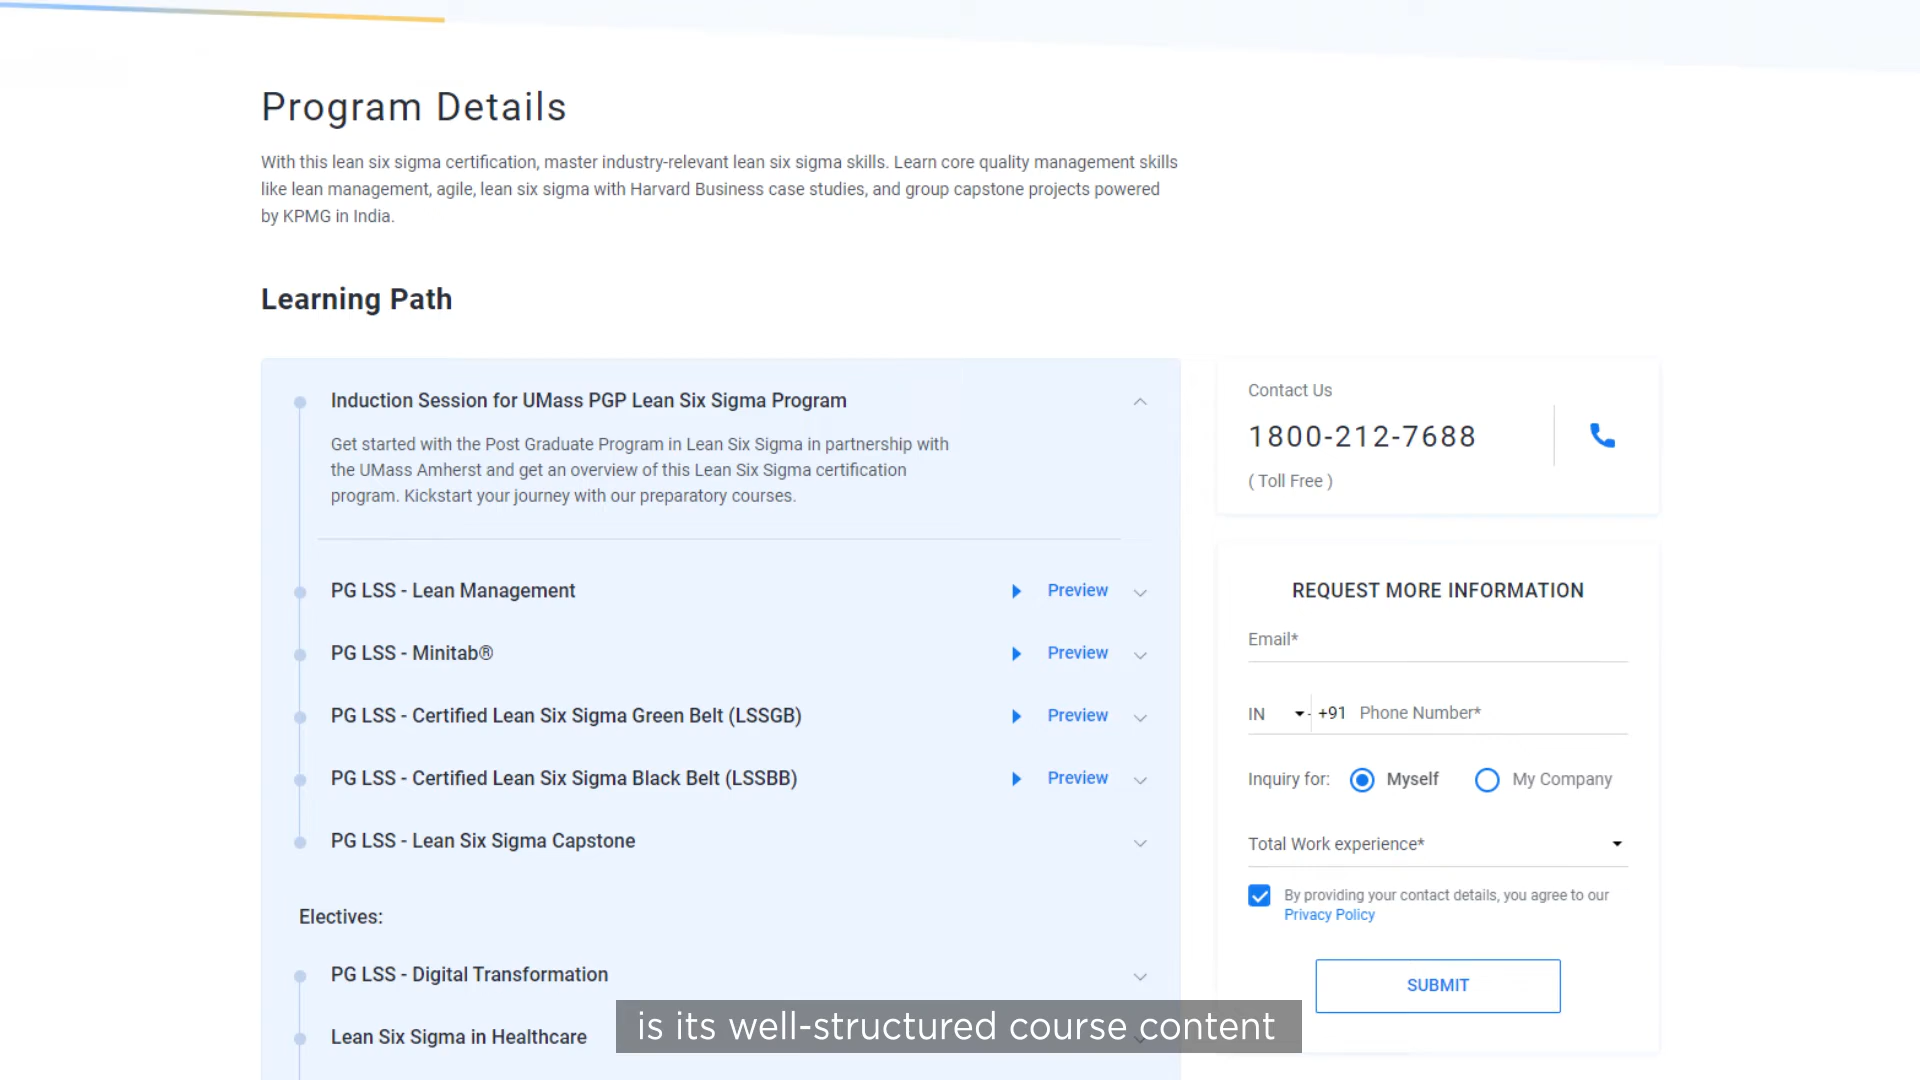 Program Details
With this lean six sigma certification, master industry-relevant lean six sigma skills. Learn core quality management skills
like lean management, agile, lean six sigma with Harvard Business case studies, and group capstone projects powered
by KPMG in India.
Learning Path
Induction Session for UMass PGP Lean Six Sigma Program
Get started with the Post Graduate Program in Lean Six Sigma in partnership with
the UMass Amherst and get an overview of this Lean Six Sigma certification
program. Kickstart your journey with our preparatory courses.
PG LSS - Lean Management Preview
PG LSS - Minitab® Preview
PG LSS - Certified Lean Six Sigma Green Belt (LSSGB) Preview
PG LSS - Certified Lean Six Sigma Black Belt (LSSBB) Preview
PG LSS - Lean Six Sigma Capstone
Electives:
PG LSS - Digital Transformation
Lean Six Sigma in Healthcare
Contact Us
1800-212-7688
( Toll Free )
REQUEST MORE INFORMATION
Email*
IN +91 Phone Number*
Inquiry for: Myself My Company
Total Work experience*
By providing your contact details, you agree to our
Privacy Policy
SUBMIT
is its well-structured course content